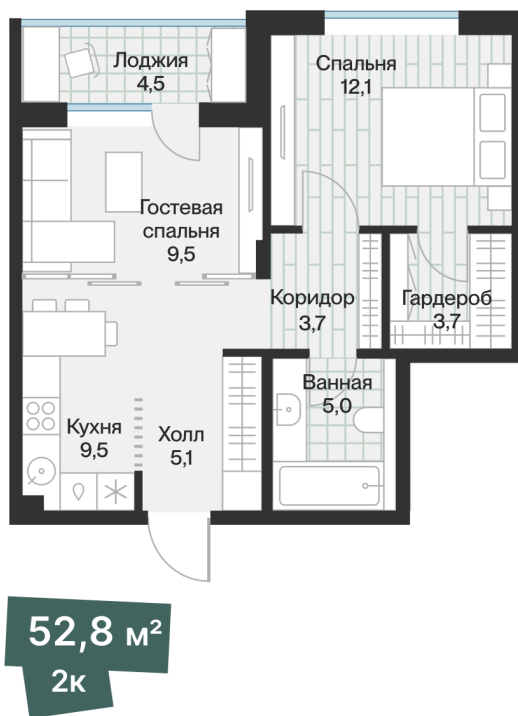 Лоджия
4,5
Спальня
12,1
Гостевая
спальня
9,5
Коридор
3,7
Гардероб
3,7
Ванная
5,0
Кухня
9,5
Холл
5,1
52,8 м²
2к